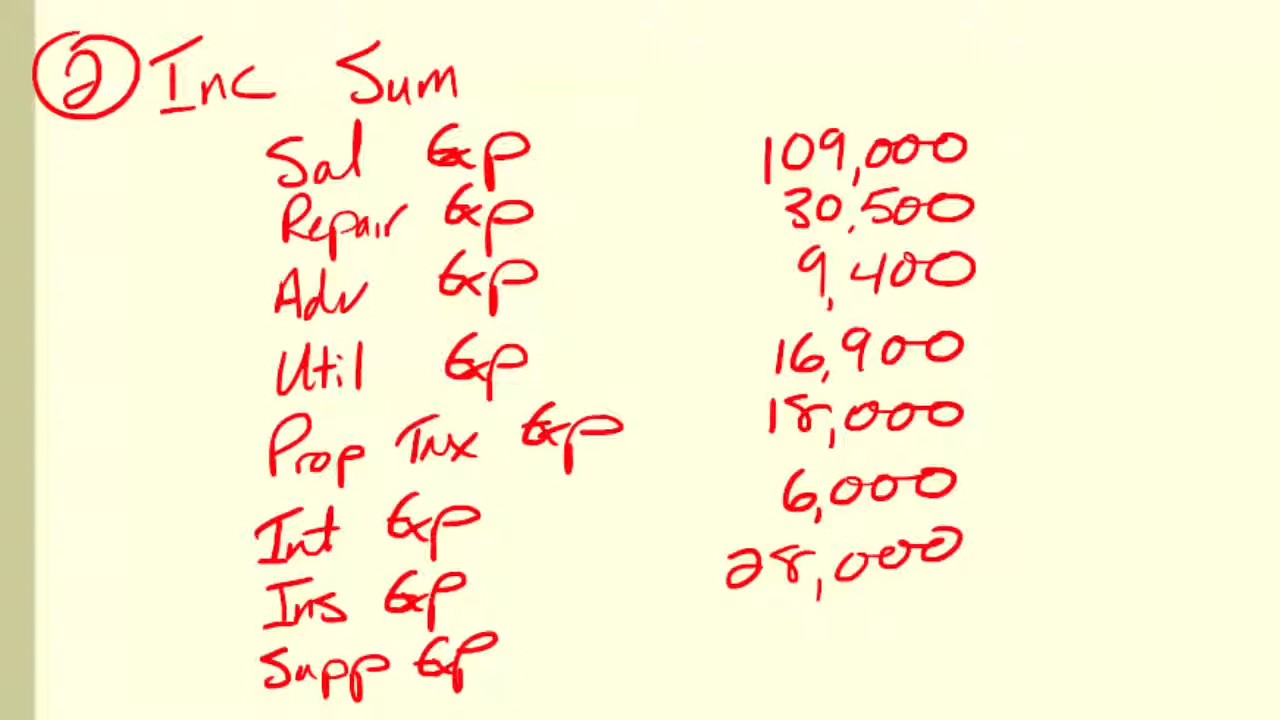 2 Inc Sum
Sal Exp 109,000
Repair Exp 30,500
Adv Exp 9,400
Util Exp 16,900
Prop Tax Exp 18,000
Int Exp 6,000
Ins Exp 28,000
Supp Exp